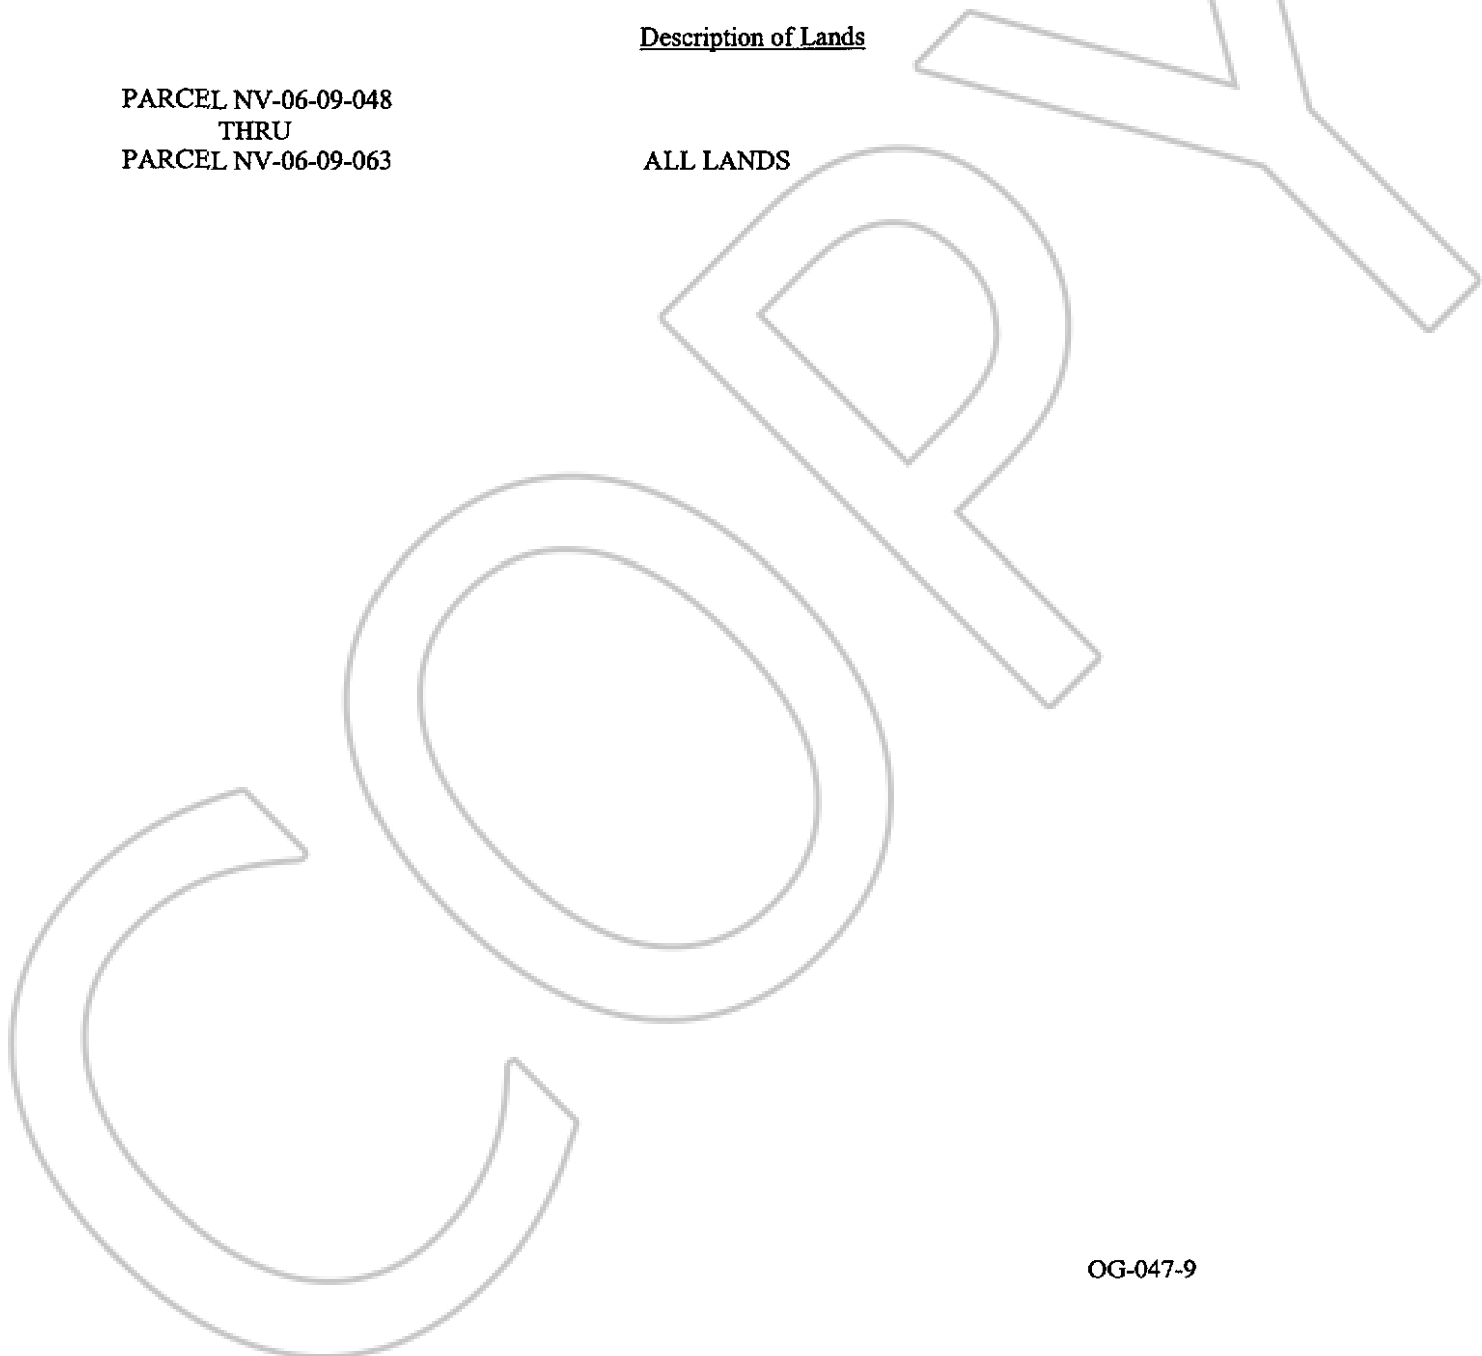 Description of Lands
PARCEL NV-06-09-048
THRU
PARCEL NV-06-09-063 ALL LANDS
COPY
OG-047-9